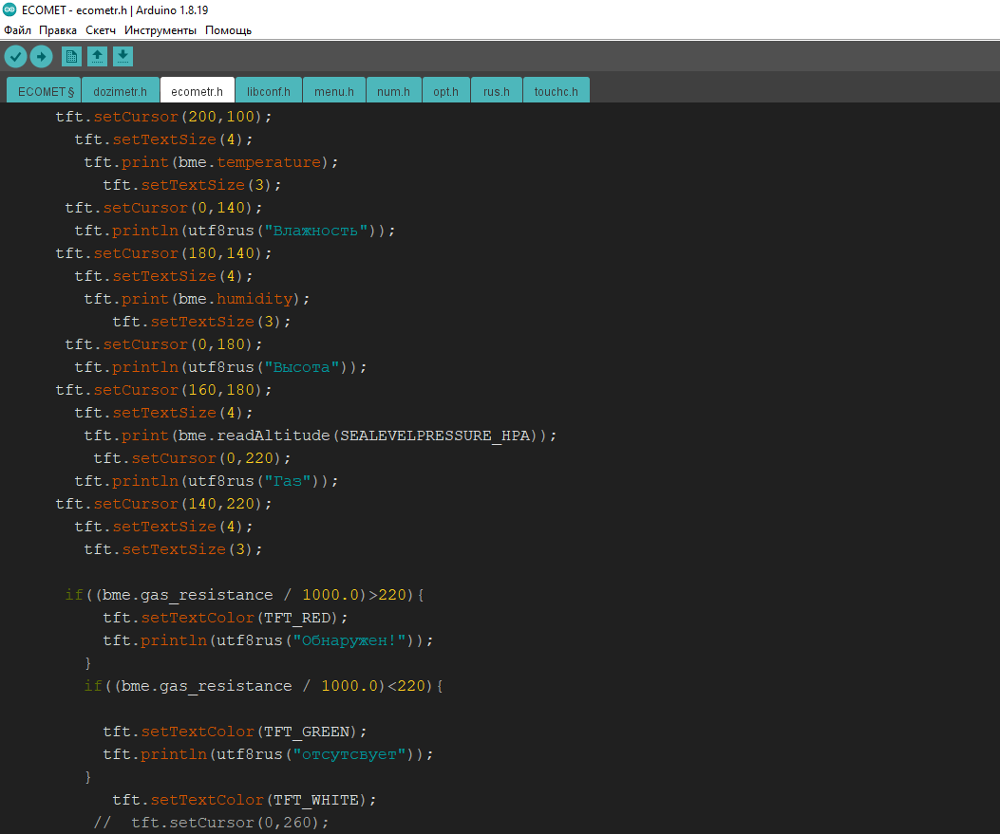 ECOMET - ecometr.h | Arduino 1.8.19
Файл Правка Скетч Инструменты Помощь
ECOMET § dozimetr.h ecometr.h libconf.h menu.h num.h opt.h rus.h touchc.h
tft.setCursor(200,100);
tft.setTextSize(4);
tft.print(bme.temperature);
tft.setTextSize(3);
tft.setCursor(0,140);
tft.println(utf8rus("Влажность"));
tft.setCursor(180,140);
tft.setTextSize(4);
tft.print(bme.humidity);
tft.setTextSize(3);
tft.setCursor(0,180);
tft.println(utf8rus("Высота"));
tft.setCursor(160,180);
tft.setTextSize(4);
tft.print(bme.readAltitude(SEALEVELPRESSURE_HPA));
tft.setCursor(0,220);
tft.println(utf8rus("Газ"));
tft.setCursor(140,220);
tft.setTextSize(4);
tft.setTextSize(3);
if((bme.gas_resistance / 1000.0)>220){
tft.setTextColor(TFT_RED);
tft.println(utf8rus("Обнаружен!"));
}
if((bme.gas_resistance / 1000.0)<220){
tft.setTextColor(TFT_GREEN);
tft.println(utf8rus("отсутсвует"));
}
tft.setTextColor(TFT_WHITE);
// tft.setCursor(0,260);